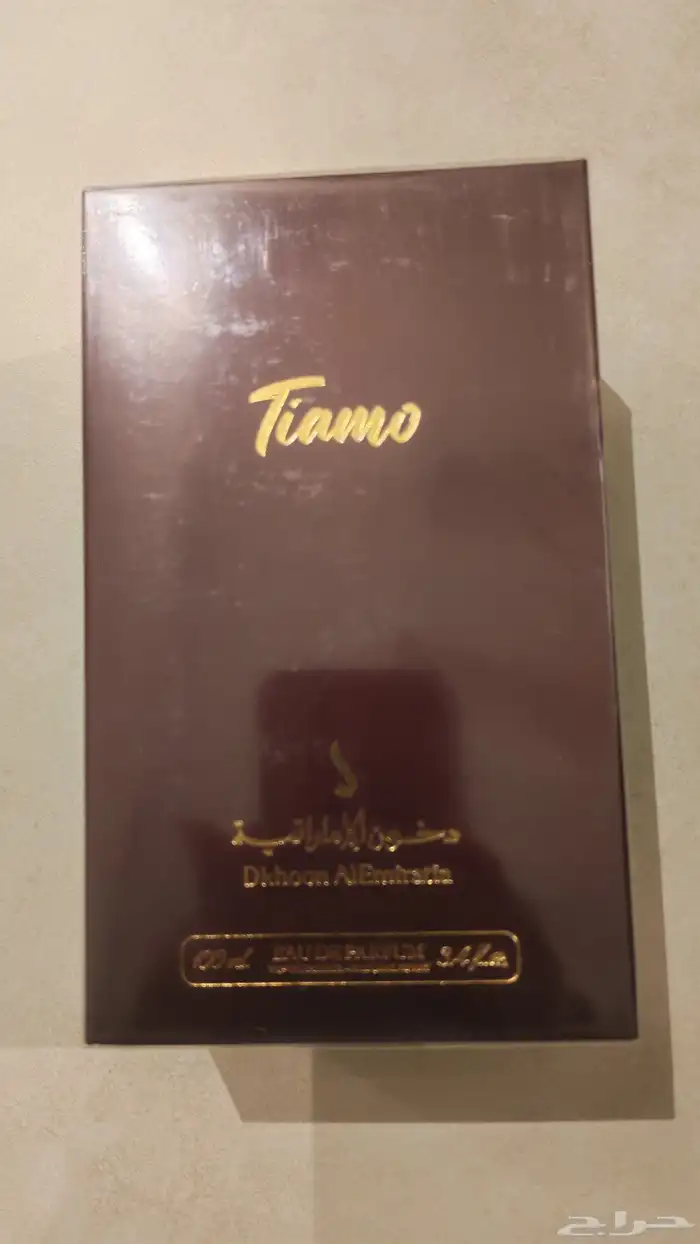 Tiamo
دخون الإماراتية
Dkhoon AlEmiratia
100 ml. EAU DE PARFUM 3.4 fl.oz.
حراج